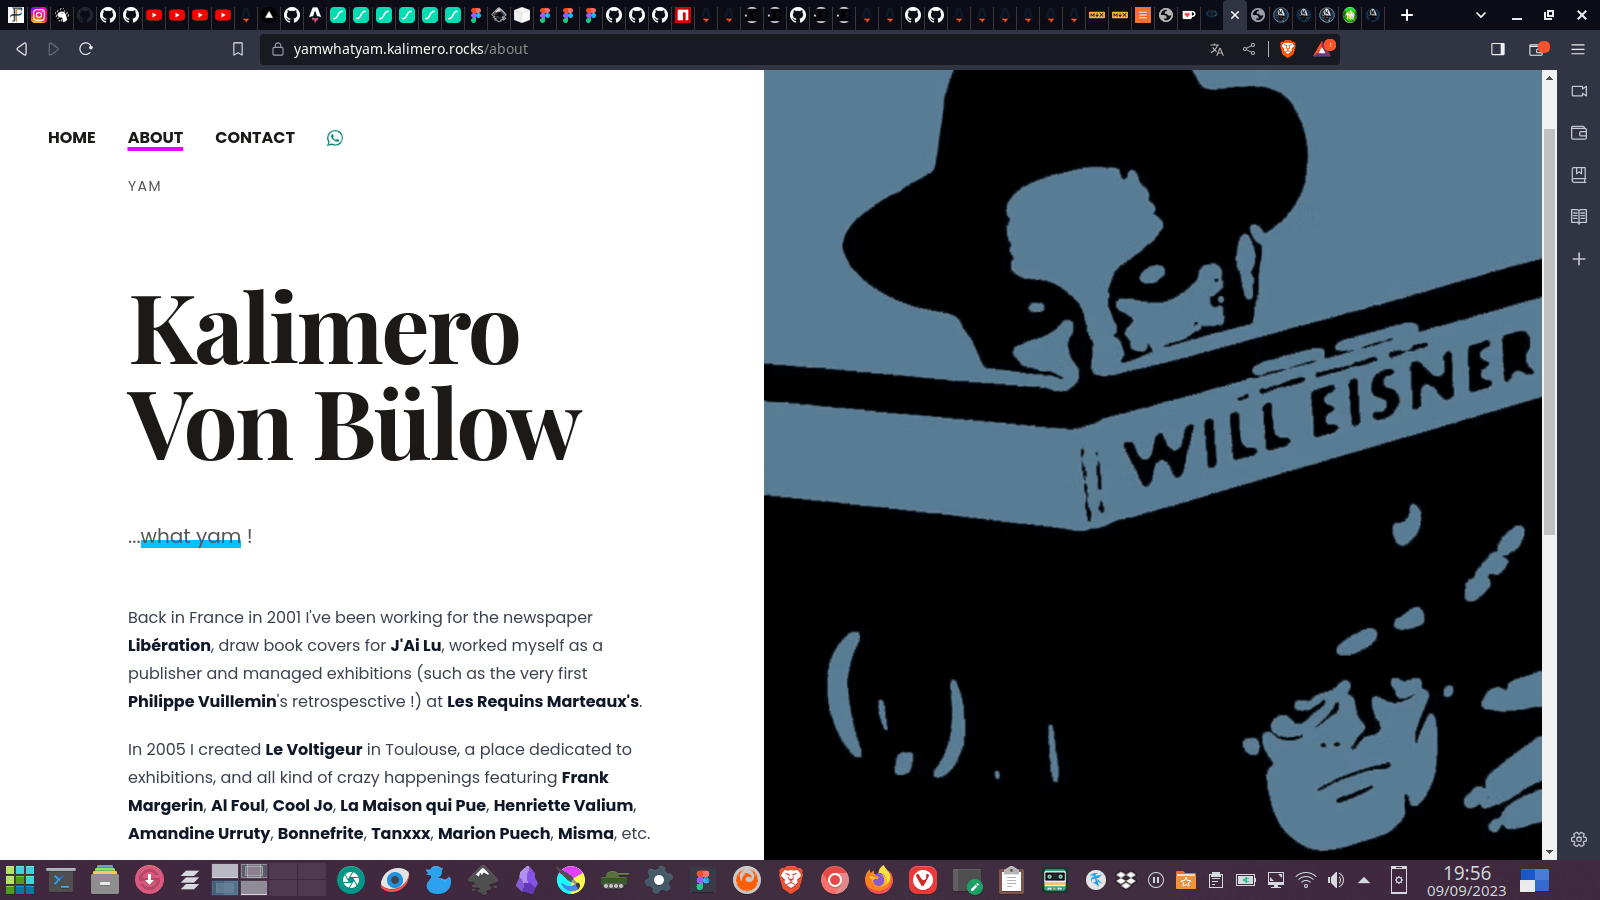 yamwhatyam.kalimero.rocks/about
HOME ABOUT CONTACT
YAM
Kalimero
Von Bülow
...what yam !
Back in France in 2001 I've been working for the newspaper
Libération, draw book covers for J'Ai Lu, worked myself as a
publisher and managed exhibitions (such as the very first
Philippe Vuillemin's retrospesctive !) at Les Requins Marteaux's.
In 2005 I created Le Voltigeur in Toulouse, a place dedicated to
exhibitions, and all kind of crazy happenings featuring Frank
Margerin, Al Foul, Cool Jo, La Maison qui Pue, Henriette Valium,
Amandine Urruty, Bonnefrite, Tanxxx, Marion Puech, Misma, etc.
WILL EISNER
19:56
09/09/2023